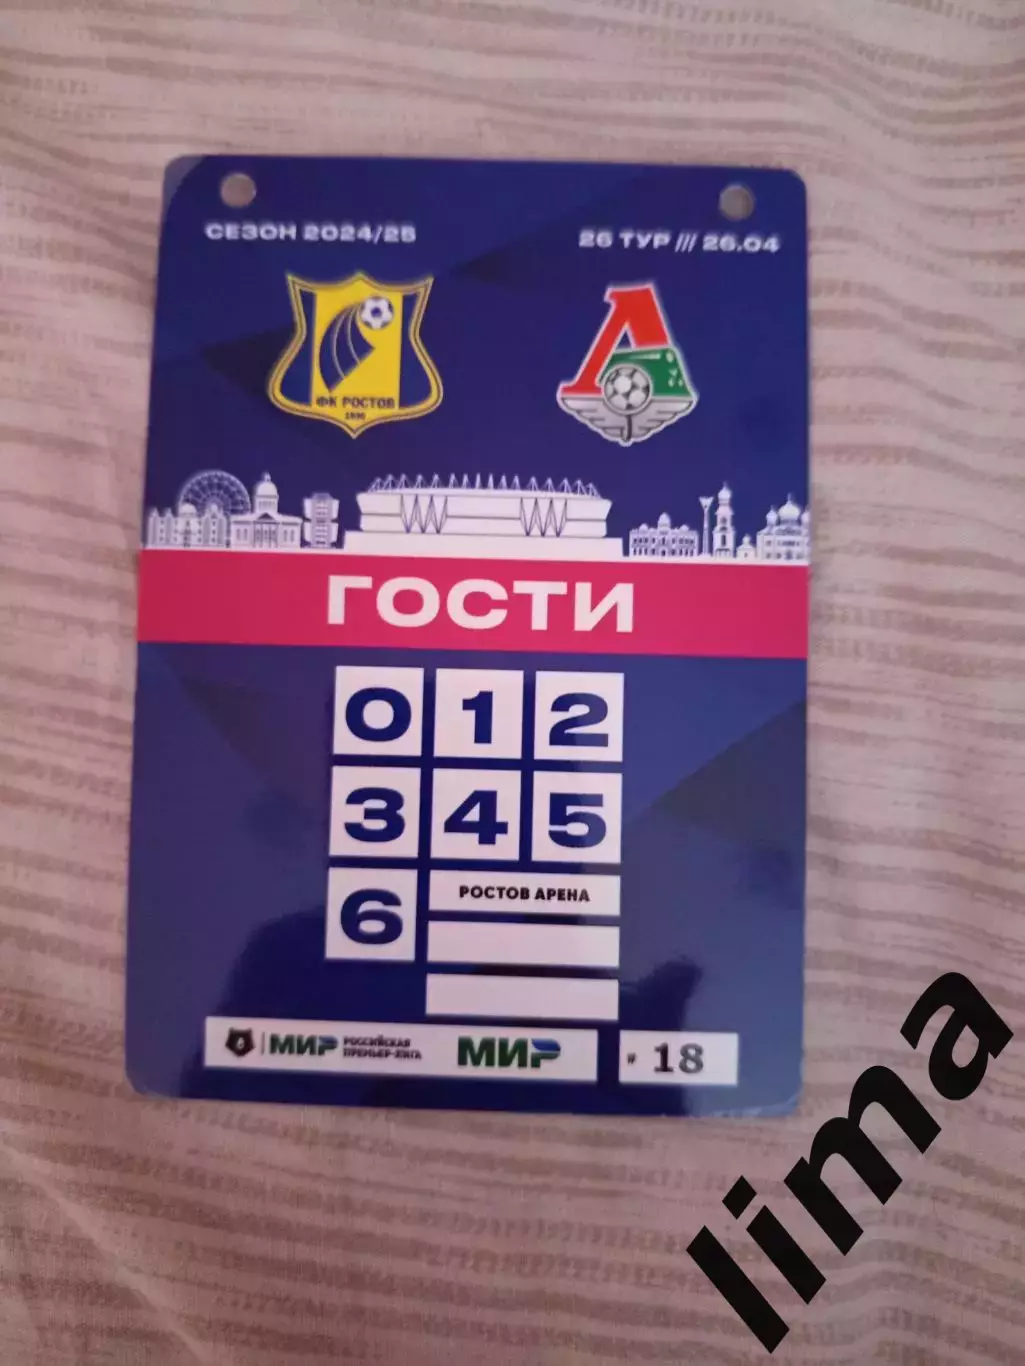 СЕЗОН 2024/25
26 ТУР /// 26.04
ФК РОСТОВ
1930
ГОСТИ
0 1 2
3 4 5
6
РОСТОВ АРЕНА
МИР РОССИЙСКАЯ ПРЕМЬЕР-ЛИГА
МИР
# 18
lima